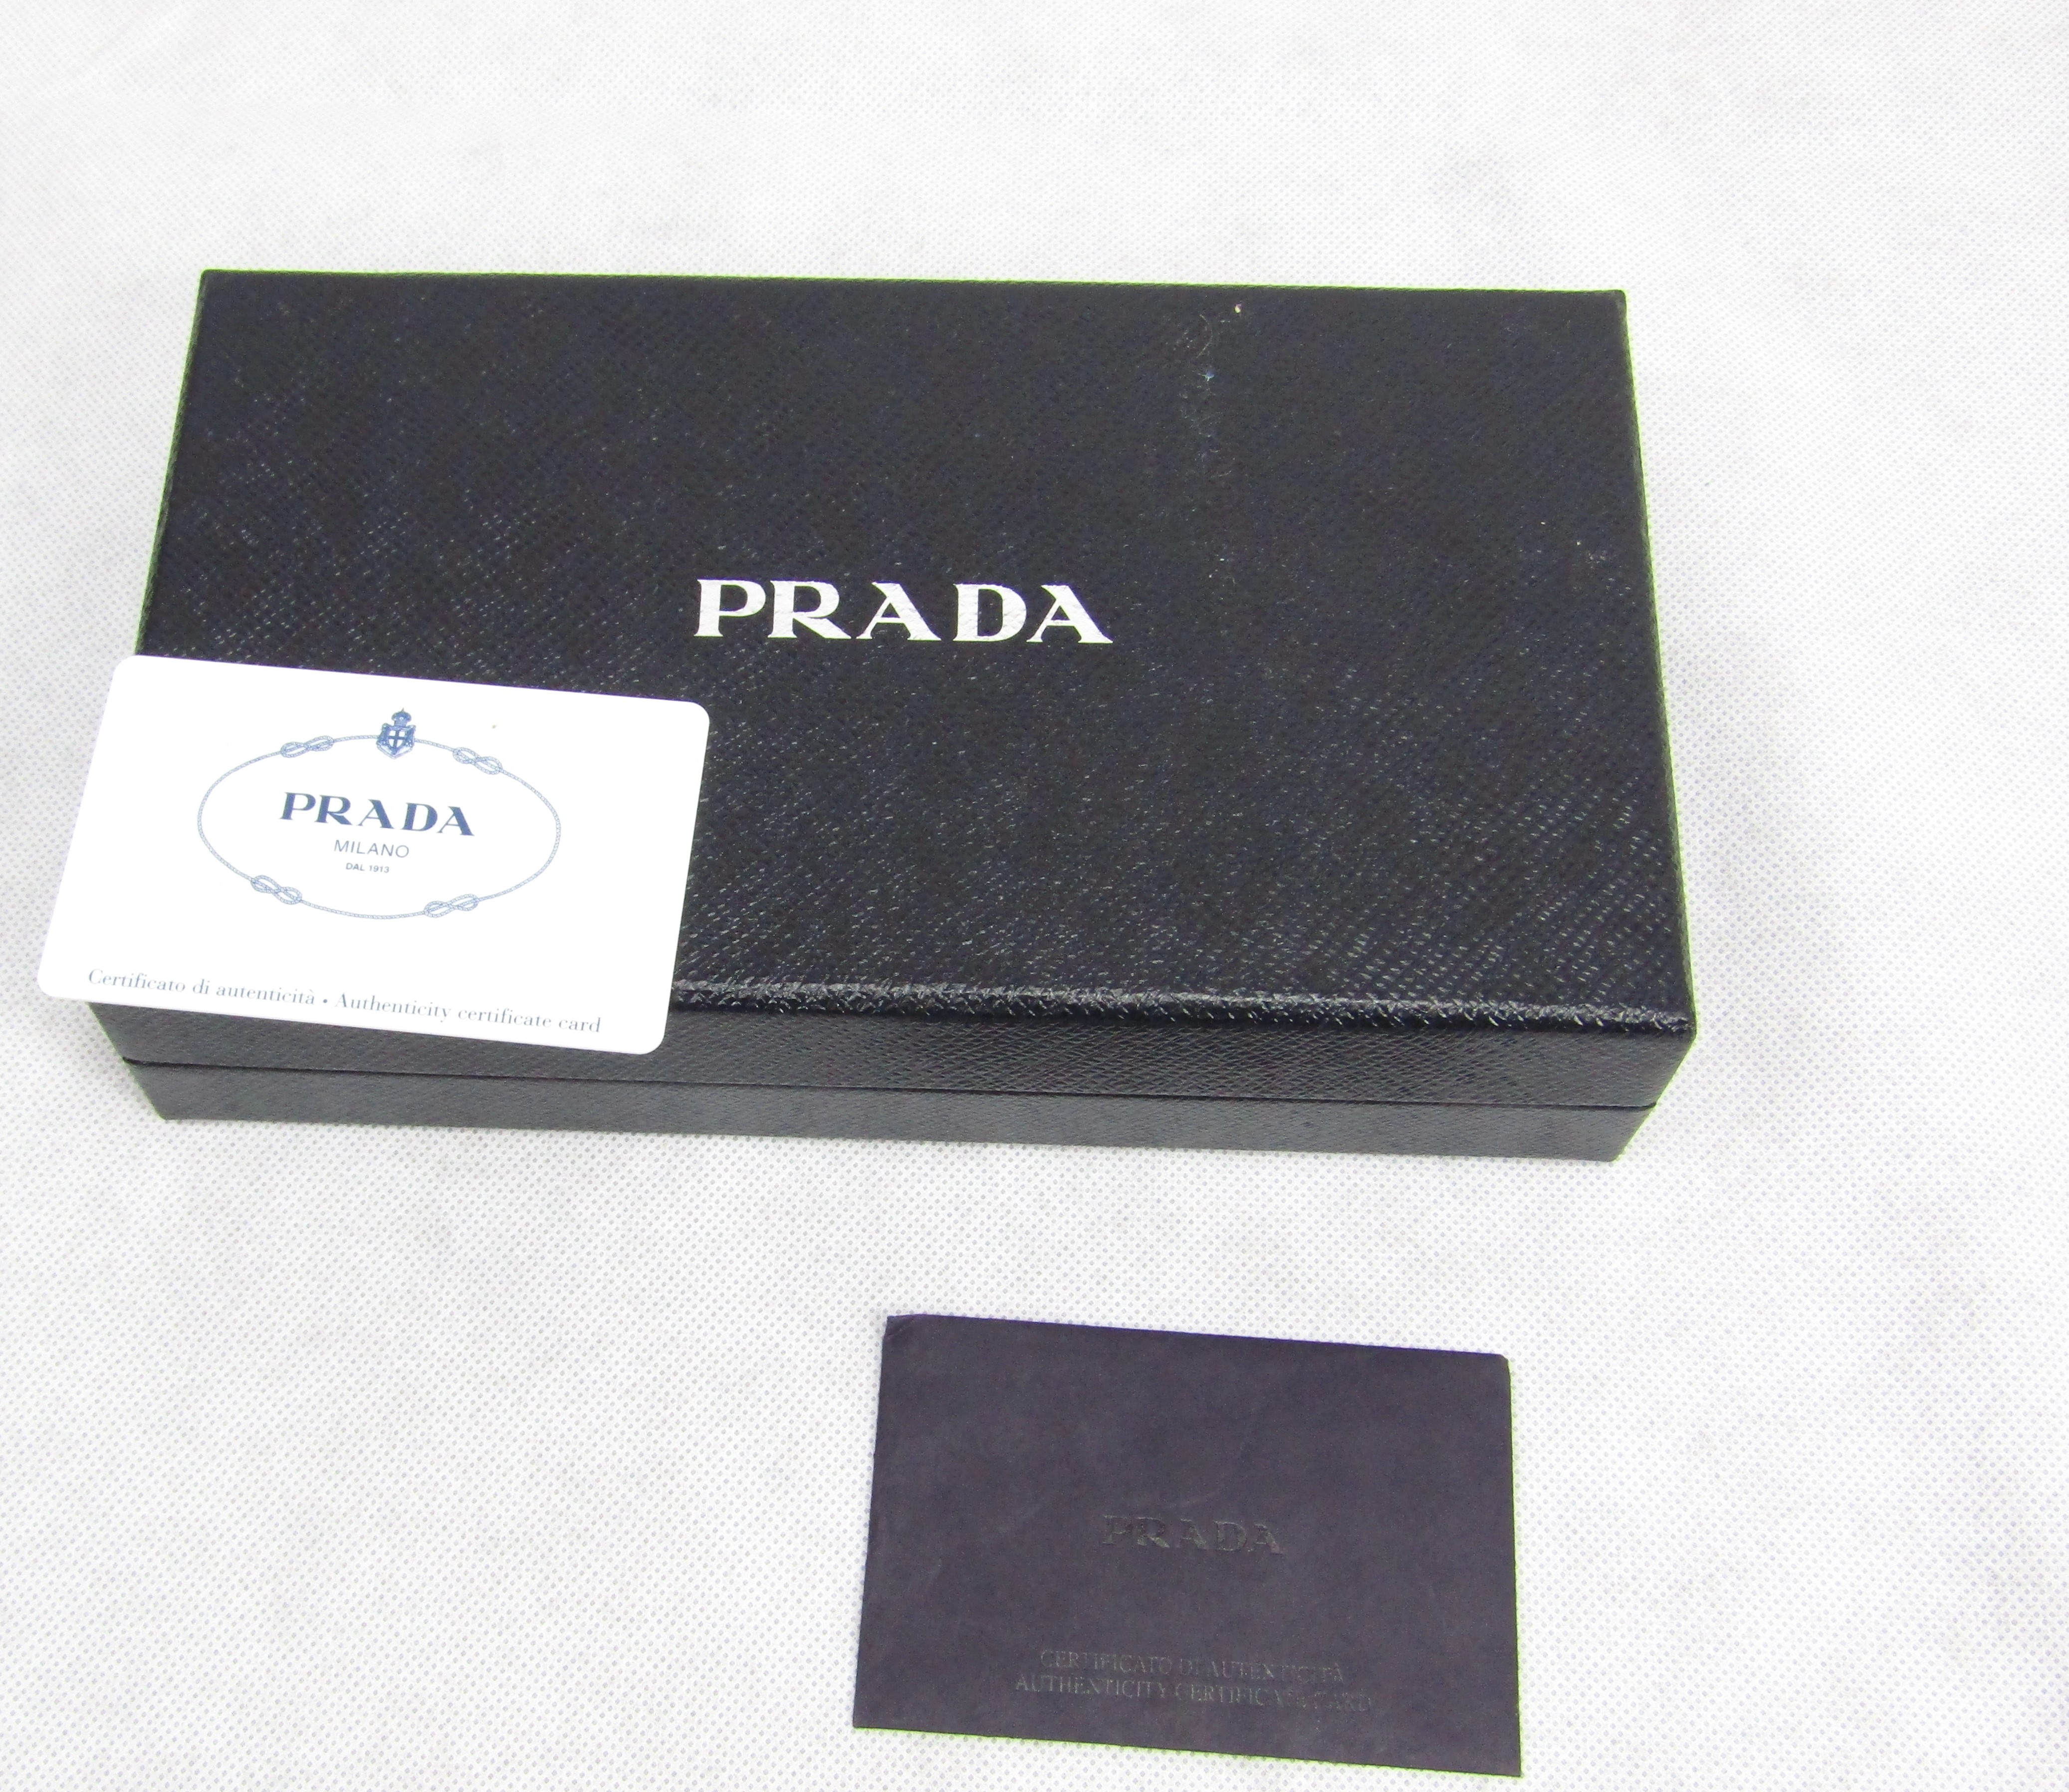 PRADA
PRADA
MILANO
DAL 1913
Certificato di autenticità • Authenticity certificate card
PRADA
CERTIFICATO DI AUTENTICITÀ
AUTHENTICITY CERTIFICATE CARD